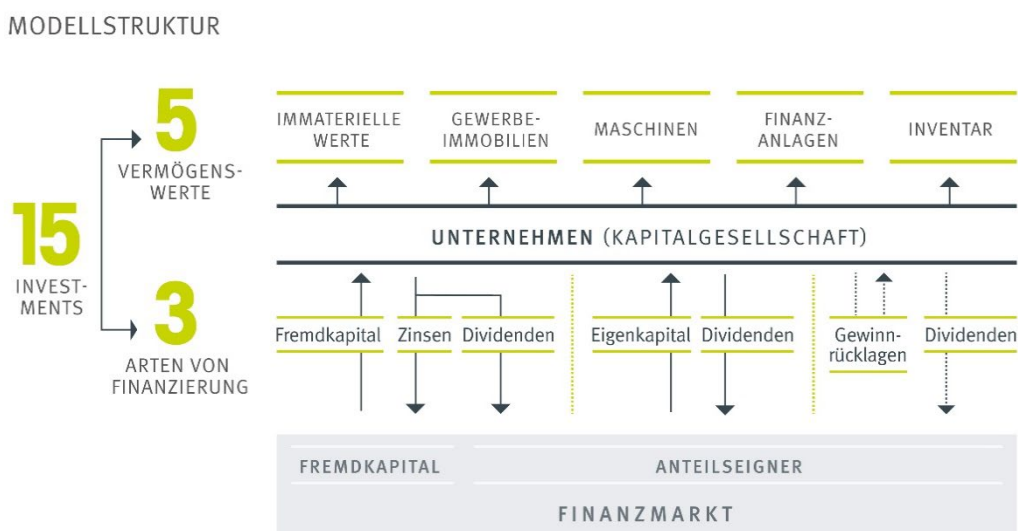 MODELLSTRUKTUR
15
INVEST-
MENTS
5
VERMÖGENS-
WERTE
3
ARTEN VON
FINANZIERUNG
IMMATERIELLE
WERTE
GEWERBE-
IMMOBILIEN
MASCHINEN
FINANZ-
ANLAGEN
INVENTAR
UNTERNEHMEN (KAPITALGESELLSCHAFT)
Fremdkapital
Zinsen
Dividenden
Eigenkapital
Dividenden
Gewinn-
rücklagen
Dividenden
FREMDKAPITAL
ANTEILSEIGNER
FINANZMARKT